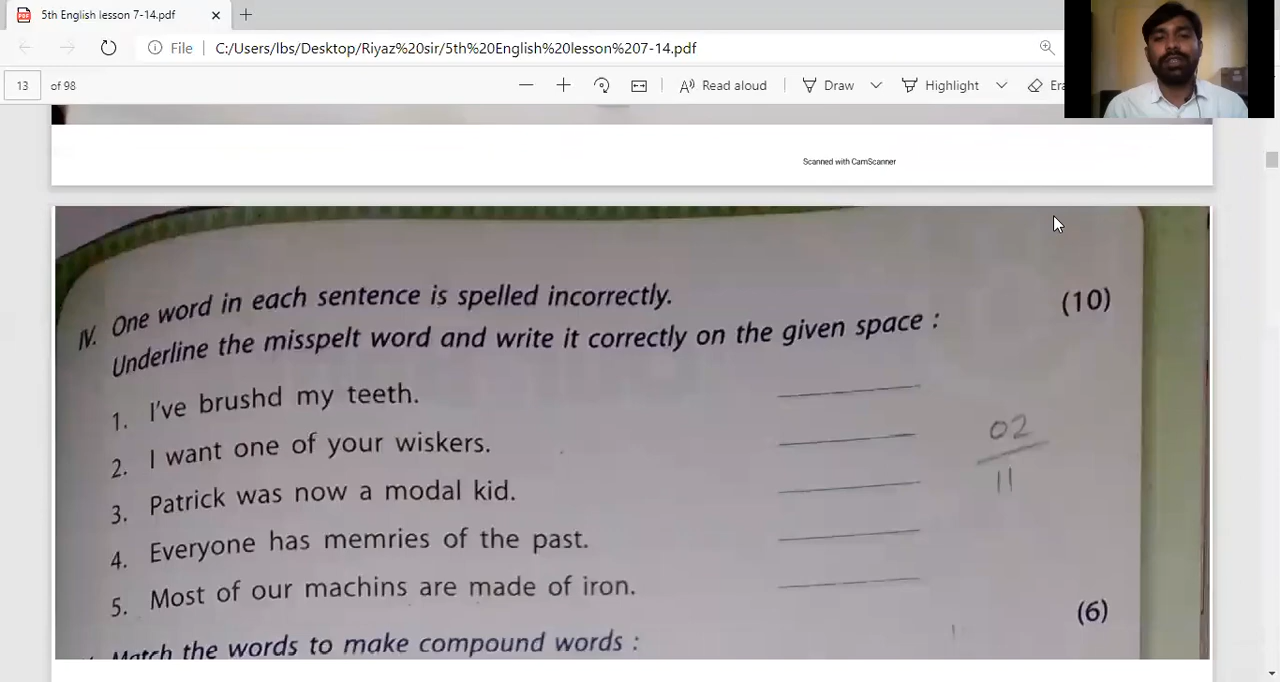 5th English lesson 7-14.pdf
File | C:/Users/lbs/Desktop/Riyaz%20sir/5th%20English%20lesson%207-14.pdf
13 of 98
Read aloud
Draw
Highlight
Era
Scanned with CamScanner
IV. One word in each sentence is spelled incorrectly.
Underline the misspelt word and write it correctly on the given space : (10)
1. I've brushd my teeth.
2. I want one of your wiskers.
3. Patrick was now a modal kid.
4. Everyone has memries of the past.
5. Most of our machins are made of iron.
02
11
Match the words to make compound words : (6)